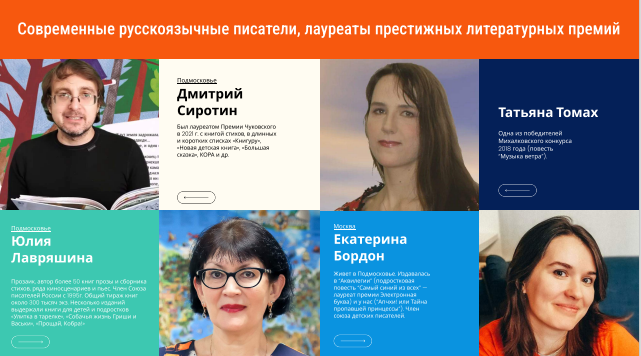 Современные русскоязычные писатели, лауреаты престижных литературных премий
Подмосковье
Дмитрий
Сиротин
Был лауреатом Премии Чуковского
в 2021 г. с книгой стихов, в длинных
и коротких списках «Книгуру»,
«Новая детская книга», «Большая
сказка», КОРА и др.
Татьяна Томах
Одна из победителей
Михалковского конкурса
2018 года (повесть
"Музыка ветра")
Подмосковье
Юлия
Лавряшина
Прозаик, автор более 50 книг прозы и сборника
стихов, ряда киносценариев и пьес. Член Союза
писателей России с 1995г. Общий тираж книг
около 300 тысяч экз. Несколько изданий
выдержали книги для детей и подростков
«Улитка в тарелке», «Собачья жизнь Гриши и
Васьки», «Прощай, Кобра!»
Москва
Екатерина
Бордон
Живет в Подмосковье. Издавалась
в "Аквилегии" (подростковая
повесть "Самый синий из всех" —
лауреат премии Электронная
буква) и у нас ("Апчхи! или Тайна
пропавшей принцессы"). Член
союза детских писателей.